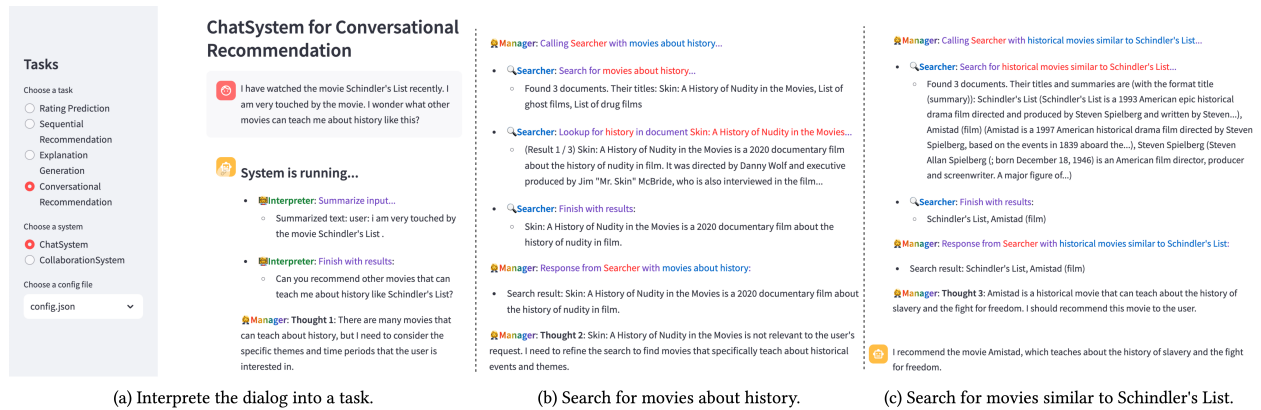 Tasks
Choose a task
Rating Prediction
Sequential
Recommendation
Explanation
Generation
Conversational
Recommendation
Choose a system
ChatSystem
CollaborationSystem
Choose a config file
config.json
ChatSystem for Conversational
Recommendation
I have watched the movie Schindler's List recently. I
am very touched by the movie. I wonder what other
movies can teach me about history like this?
System is running...
Interpreter: Summarize input...
Summarized text: user: i am very touched by
the movie Schindler's List .
Interpreter: Finish with results:
Can you recommend other movies that can
teach me about history like Schindler's List?
Manager: Thought 1: There are many movies that
can teach about history, but I need to consider the
specific themes and time periods that the user is
interested in.
(a) Interprete the dialog into a task.
Manager: Calling Searcher with movies about history...
Searcher: Search for movies about history...
Found 3 documents. Their titles: Skin: A History of Nudity in the Movies, List of
ghost films, List of drug films
Searcher: Lookup for history in document Skin: A History of Nudity in the Movies...
(Result 1 / 3) Skin: A History of Nudity in the Movies is a 2020 documentary film
about the history of nudity in film. It was directed by Danny Wolf and executive
produced by Jim "Mr. Skin" McBride, who is also interviewed in the film...
Searcher: Finish with results:
Skin: A History of Nudity in the Movies is a 2020 documentary film about the
history of nudity in film.
Manager: Response from Searcher with movies about history:
Search result: Skin: A History of Nudity in the Movies is a 2020 documentary film about
the history of nudity in film.
Manager: Thought 2: Skin: A History of Nudity in the Movies is not relevant to the user's
request. I need to refine the search to find movies that specifically teach about historical
events and themes.
(b) Search for movies about history.
Manager: Calling Searcher with historical movies similar to Schindler's List...
Searcher: Search for historical movies similar to Schindler's List...
Found 3 documents. Their titles and summaries are (with the format title
(summary)): Schindler's List (Schindler's List is a 1993 American epic historical
drama film directed and produced by Steven Spielberg and written by Steven...),
Amistad (film) (Amistad is a 1997 American historical drama film directed by Steven
Spielberg, based on the events in 1839 aboard the...), Steven Spielberg (Steven
Allan Spielberg (; born December 18, 1946) is an American film director, producer
and screenwriter. A major figure of...)
Searcher: Finish with results:
Schindler's List, Amistad (film)
Manager: Response from Searcher with historical movies similar to Schindler's List:
Search result: Schindler's List, Amistad (film)
Manager: Thought 3: Amistad is a historical movie that can teach about the history of
slavery and the fight for freedom. I should recommend this movie to the user.
I recommend the movie Amistad, which teaches about the history of slavery and the fight
for freedom.
(c) Search for movies similar to Schindler's List.